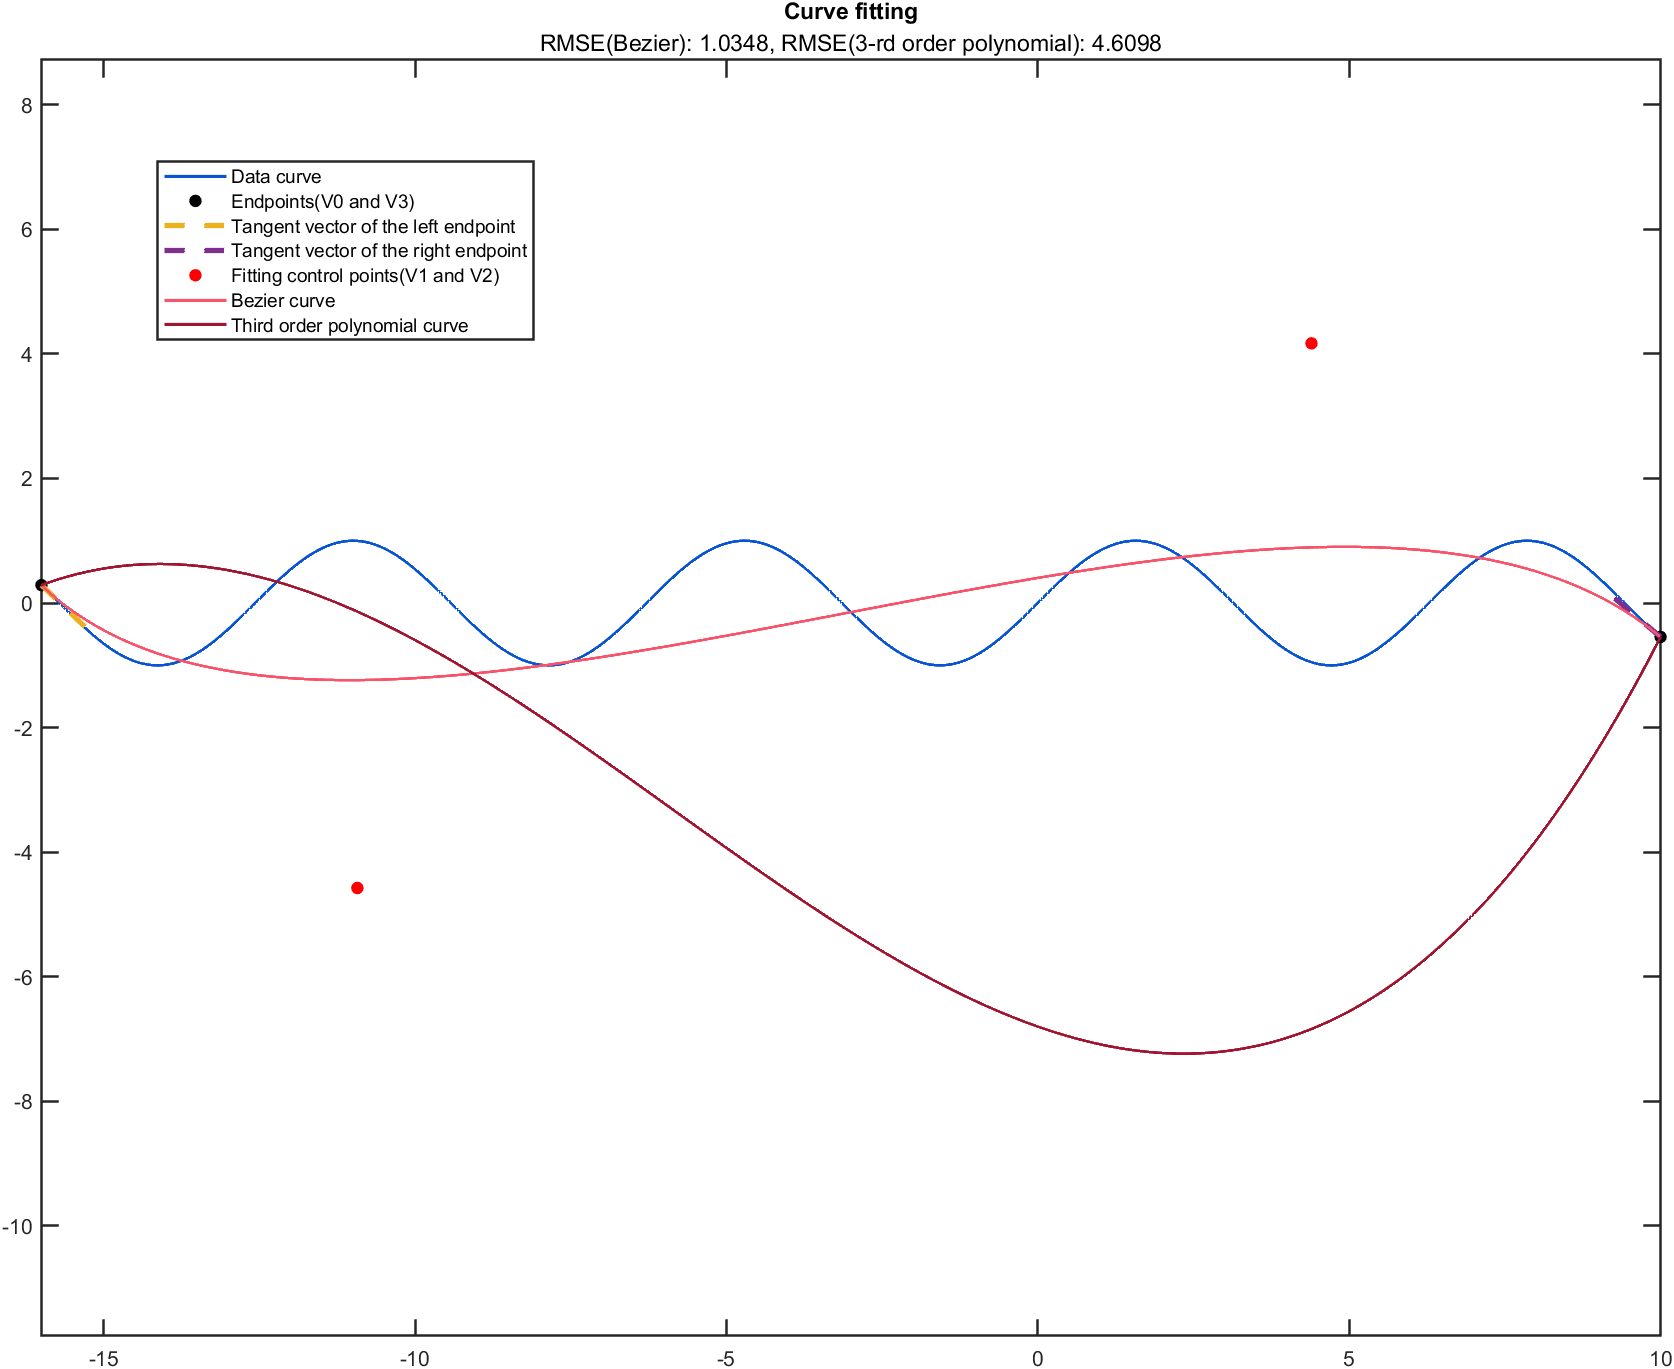 Curve fitting
RMSE(Bezier): 1.0348, RMSE(3-rd order polynomial): 4.6098
8
6
4
2
0
-2
-4
-6
-8
-10
Data curve
Endpoints(V0 and V3)
Tangent vector of the left endpoint
Tangent vector of the right endpoint
Fitting control points(V1 and V2)
Bezier curve
Third order polynomial curve
-15 -10 -5 0 5 10